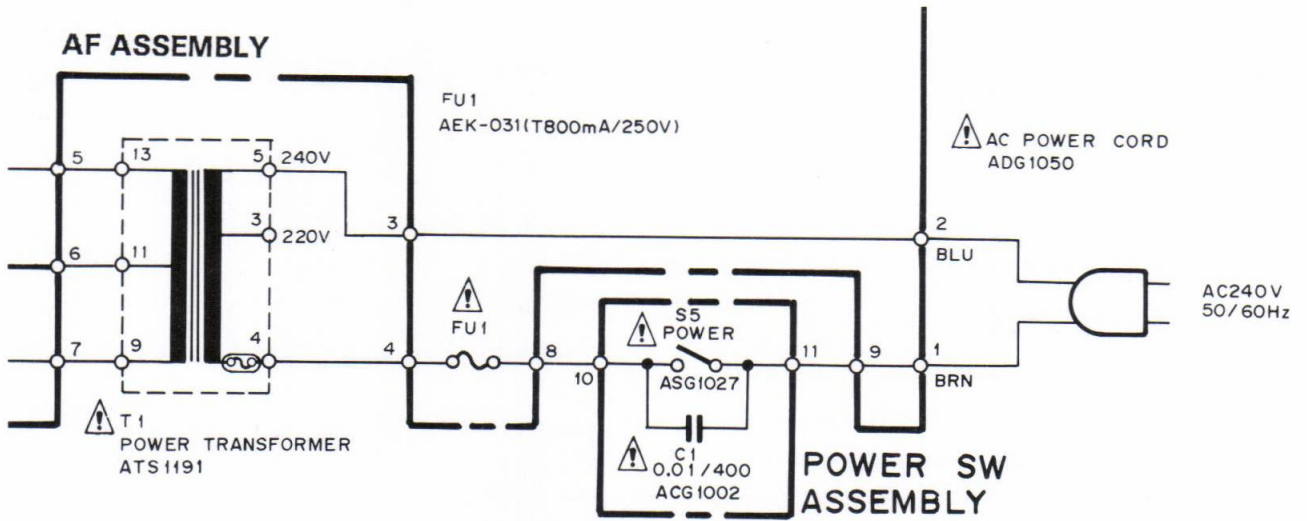 AF ASSEMBLY
FU1
AEK-031(T800mA/250V)
⚠ AC POWER CORD
ADG1050
5
13
5
240V
3
220V
3
2
BLU
6
11
AC240V
50/60Hz
⚠
FU1
S5
⚠ POWER
7
9
4
4
8
10
ASG1027
11
9
1
BRN
⚠ T1
POWER TRANSFORMER
ATS1191
⚠ C1
0.01/400
ACG1002
POWER SW
ASSEMBLY